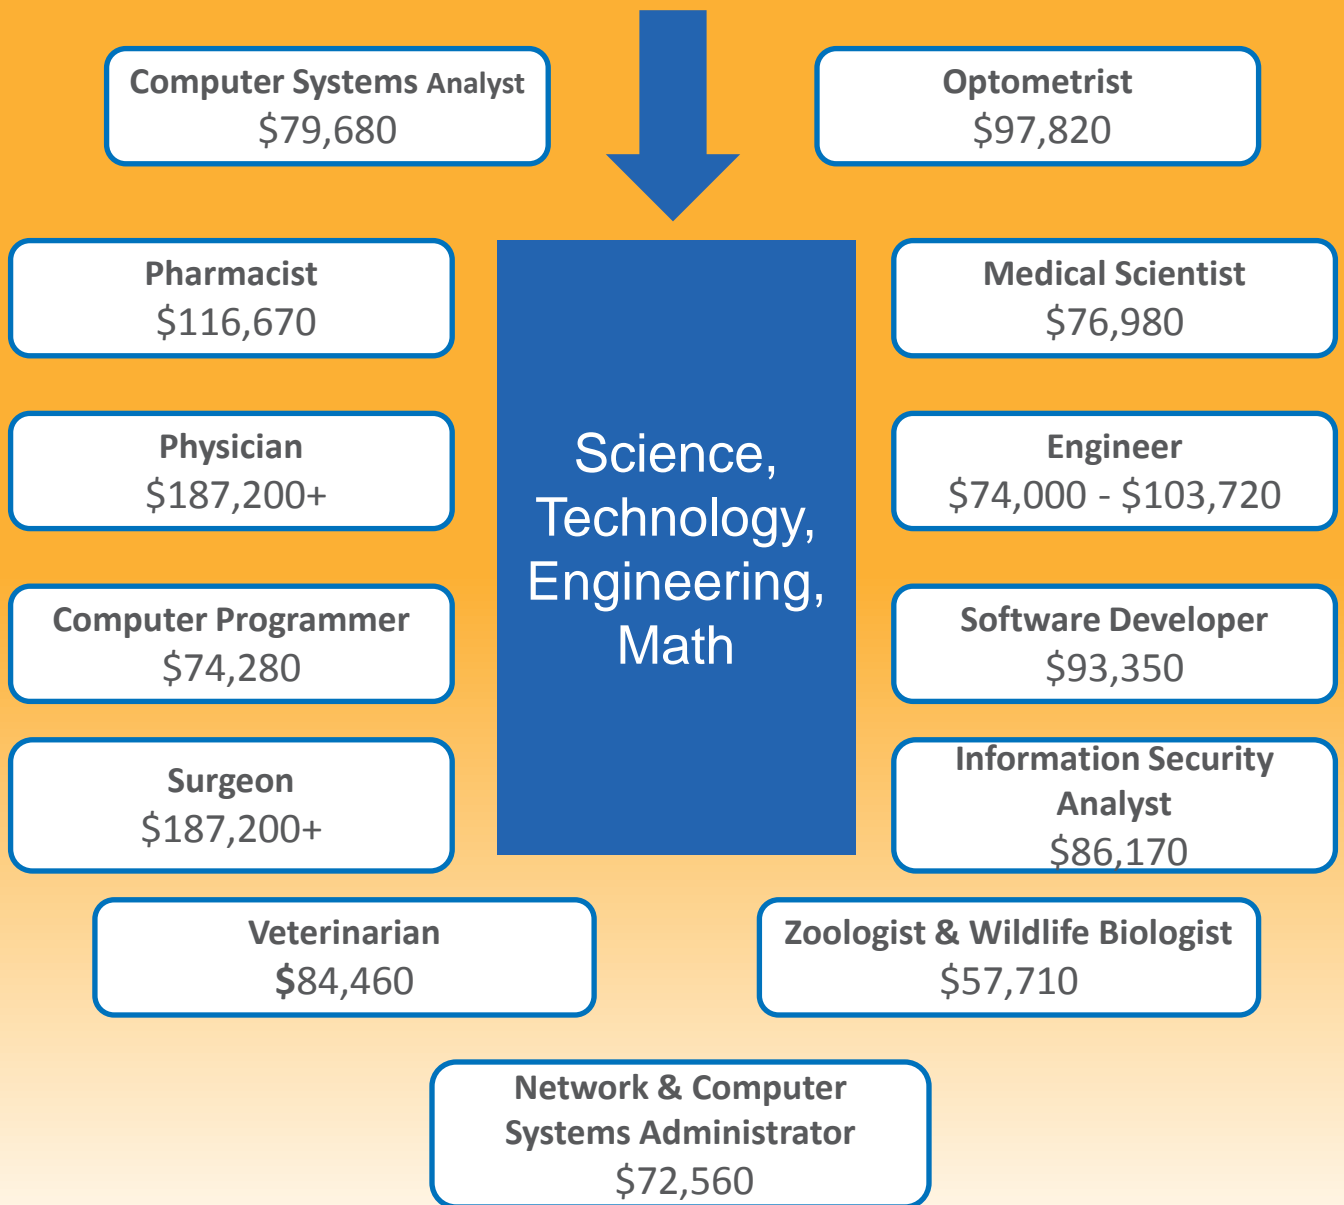 Computer Systems Analyst
$79,680
Optometrist
$97,820
Pharmacist
$116,670
Medical Scientist
$76,980
Physician
$187,200+
Science,
Technology,
Engineering,
Math
Engineer
$74,000 - $103,720
Computer Programmer
$74,280
Software Developer
$93,350
Surgeon
$187,200+
Information Security
Analyst
$86,170
Veterinarian
$84,460
Zoologist & Wildlife Biologist
$57,710
Network & Computer
Systems Administrator
$72,560